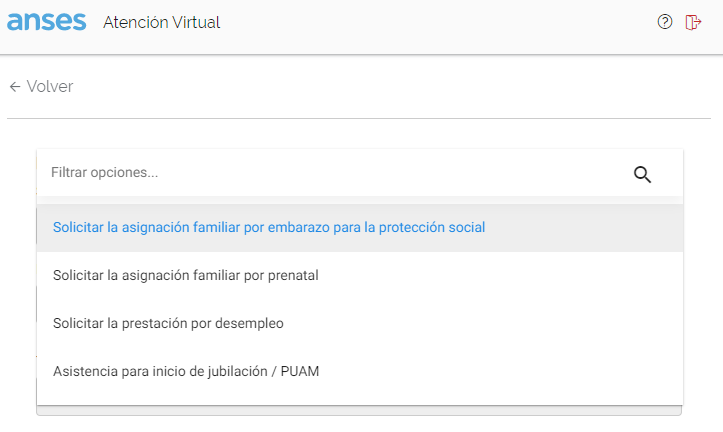 anses Atención Virtual
← Volver
Filtrar opciones...
Solicitar la asignación familiar por embarazo para la protección social
Solicitar la asignación familiar por prenatal
Solicitar la prestación por desempleo
Asistencia para inicio de jubilación / PUAM